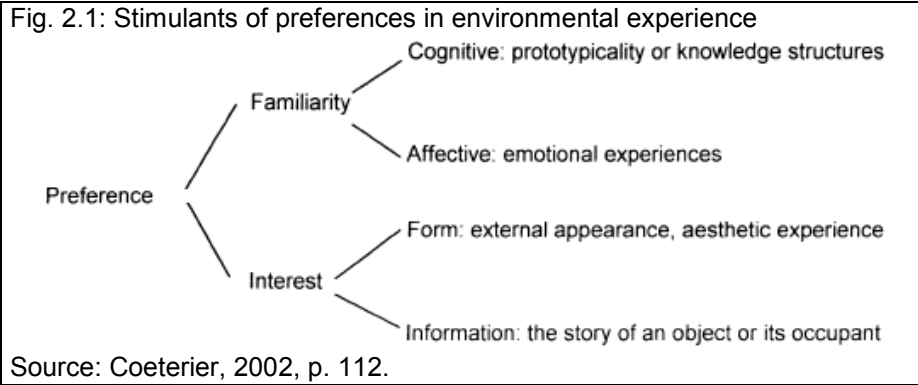 Fig. 2.1: Stimulants of preferences in environmental experience
Cognitive: prototypicality or knowledge structures
Familiarity
Affective: emotional experiences
Preference
Form: external appearance, aesthetic experience
Interest
Information: the story of an object or its occupant
Source: Coeterier, 2002, p. 112.